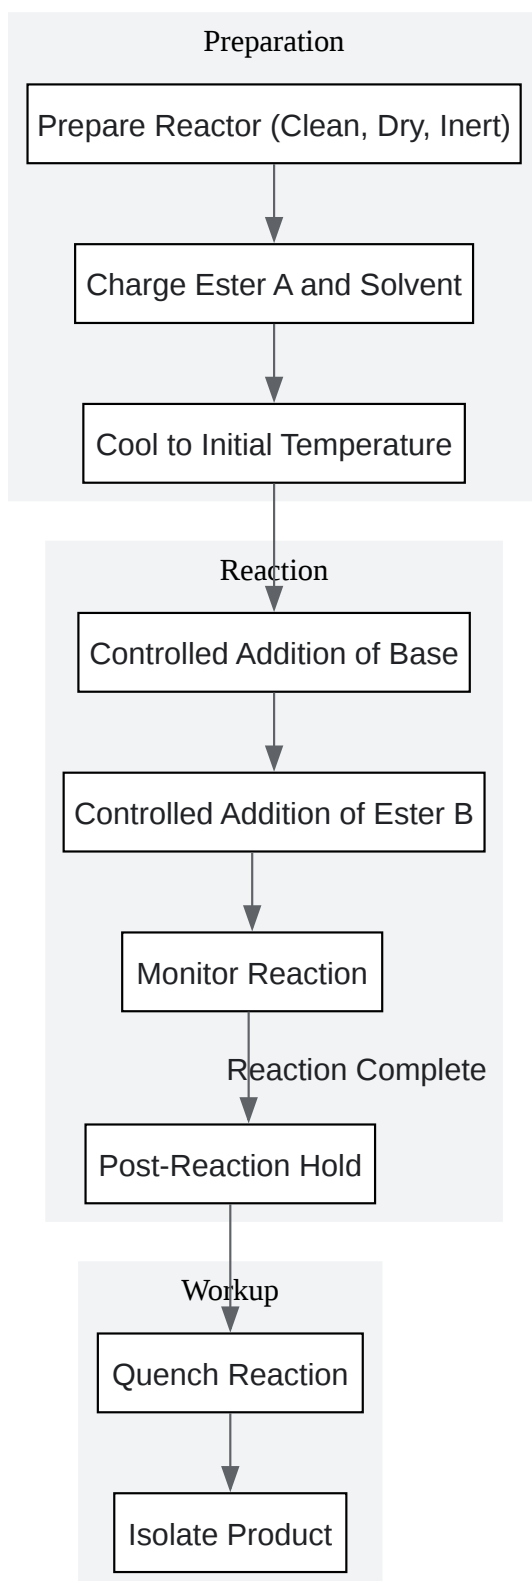 Preparation
Prepare Reactor (Clean, Dry, Inert)
Charge Ester A and Solvent
Cool to Initial Temperature
Reaction
Controlled Addition of Base
Controlled Addition of Ester B
Monitor Reaction
Reaction Complete
Post-Reaction Hold
Workup
Quench Reaction
Isolate Product